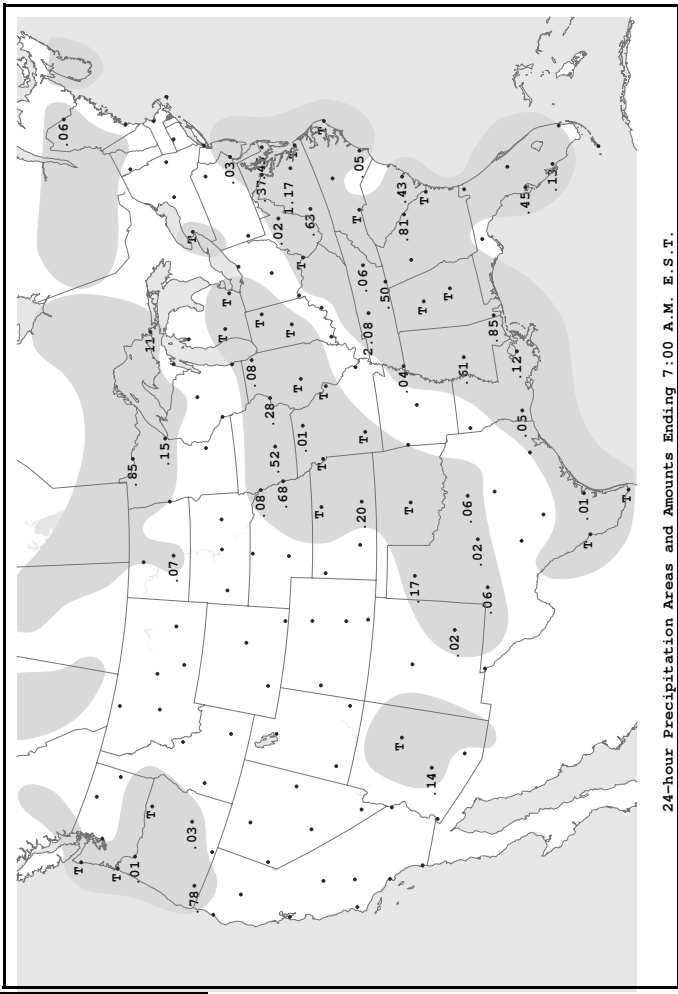 .06
T
T
.01
.85
.11
T
.15
.07
.03
.78
T
T
T
.03
.08
.08
T
.28
.52
.02
.68
1.17
T
T
T
.01
.63
T
T
T
T
T
.05
.20
.06
T
2.08
.50
T
.43
.04
.81
T
.17
T
T
.14
T
.02
.61
.06
.02
.06
.85
.12
.05
.45
.13
.01
T
T
24-hour Precipitation Areas and Amounts Ending 7:00 A.M. E.S.T.